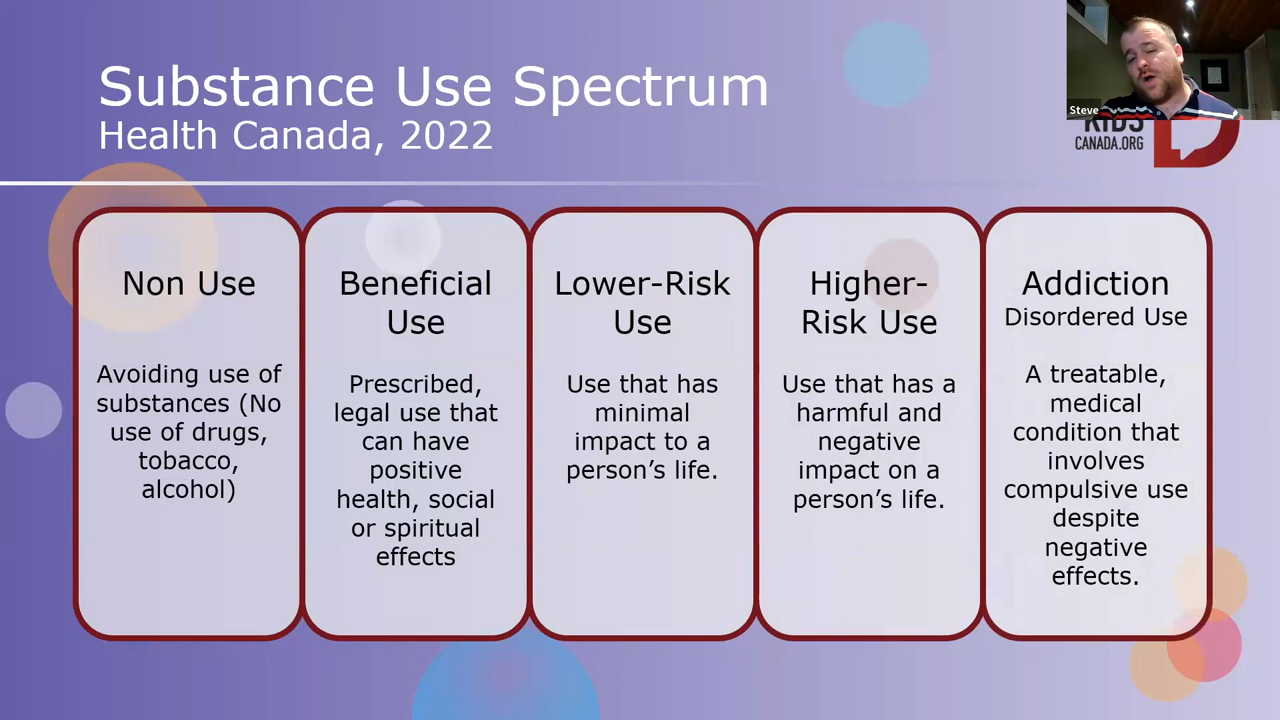 Substance Use Spectrum
Health Canada, 2022
Steve
KIDS
CANADA.ORG
Non Use
Avoiding use of
substances (No
use of drugs,
tobacco,
alcohol)
Beneficial
Use
Prescribed,
legal use that
can have
positive
health, social
or spiritual
effects
Lower-Risk
Use
Use that has
minimal
impact to a
person’s life.
Higher-
Risk Use
Use that has a
harmful and
negative
impact on a
person’s life.
Addiction
Disordered Use
A treatable,
medical
condition that
involves
compulsive use
despite
negative
effects.